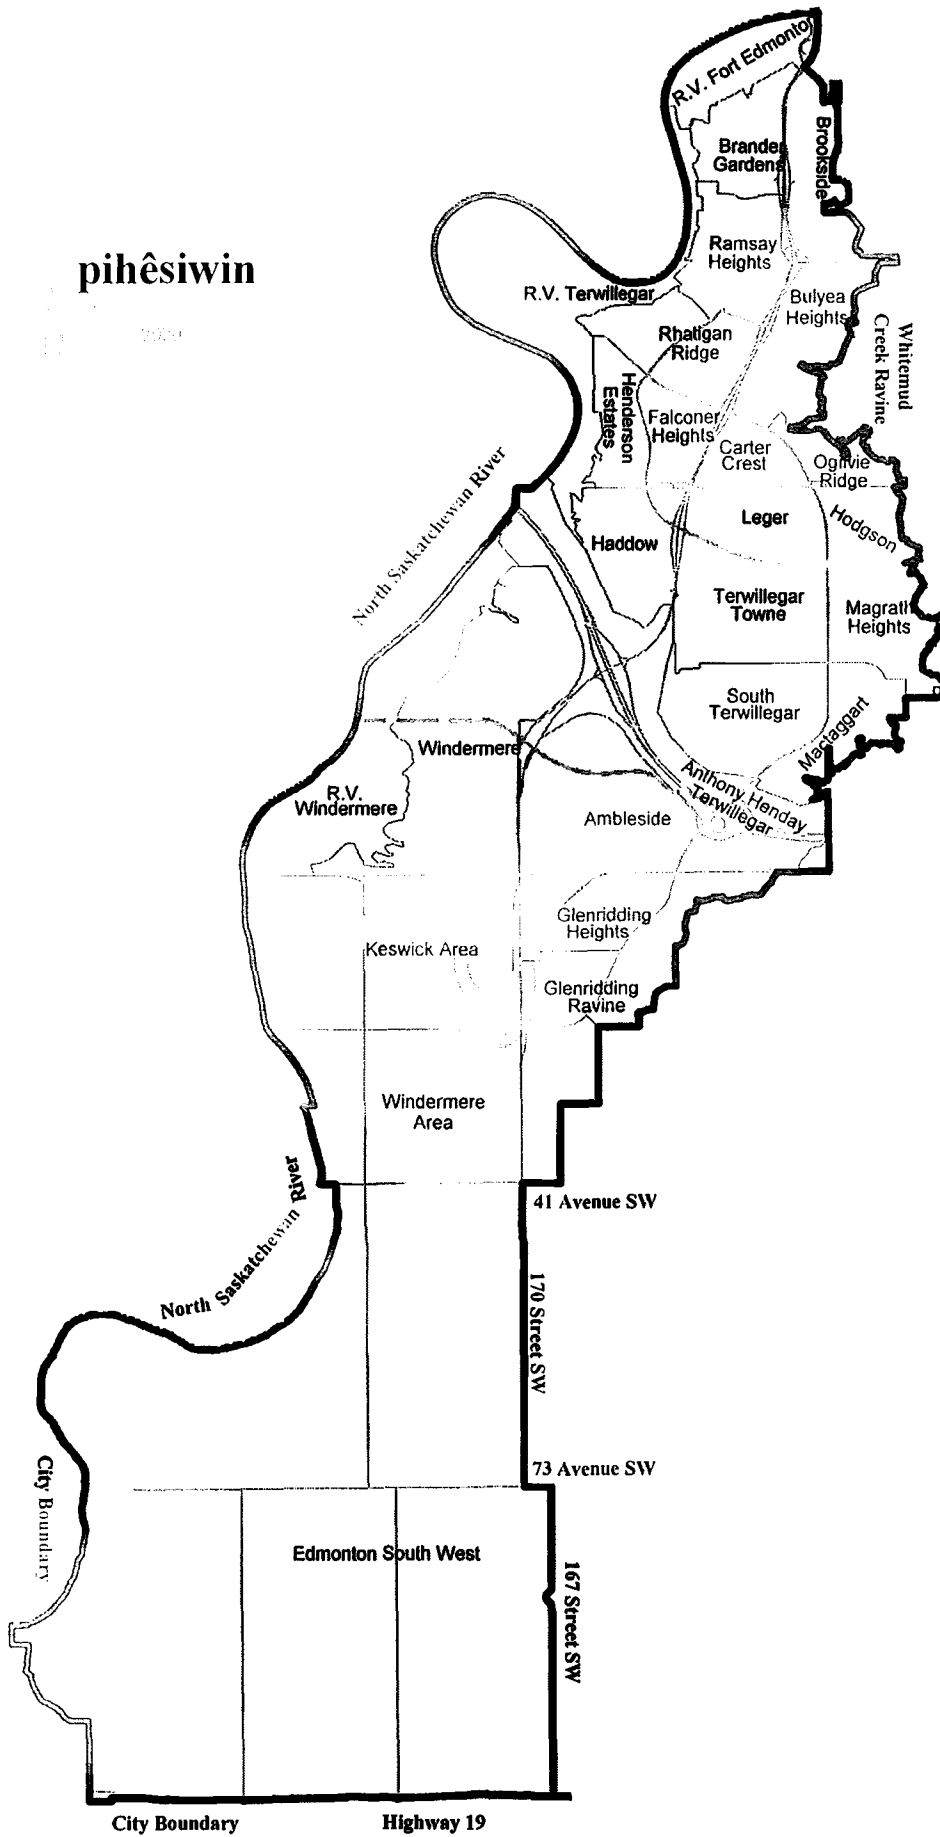 R.V. Fort Edmonton
Brookside
Brander
Gardens
pihêsiwin
Ramsay
Heights
R.V. Terwillegar
Bulyea
Heights
Whitemud
Creek Ravine
Rhatigan
Ridge
Henderson
Estates
Falconer
Heights
Carter
Crest
Ogilvie
Ridge
North Saskatchewan River
Leger
Hodgson
Haddow
Terwillegar
Towne
Magrath
Heights
South
Terwillegar
Mactaggart
Windermere
Anthony Henday
Terwillegar
R.V.
Windermere
Ambleside
Glenridding
Heights
Keswick Area
Glenridding
Ravine
Windermere
Area
North Saskatchewan River
41 Avenue SW
170 Street SW
73 Avenue SW
City Boundary
Edmonton South West
167 Street SW
City Boundary
Highway 19